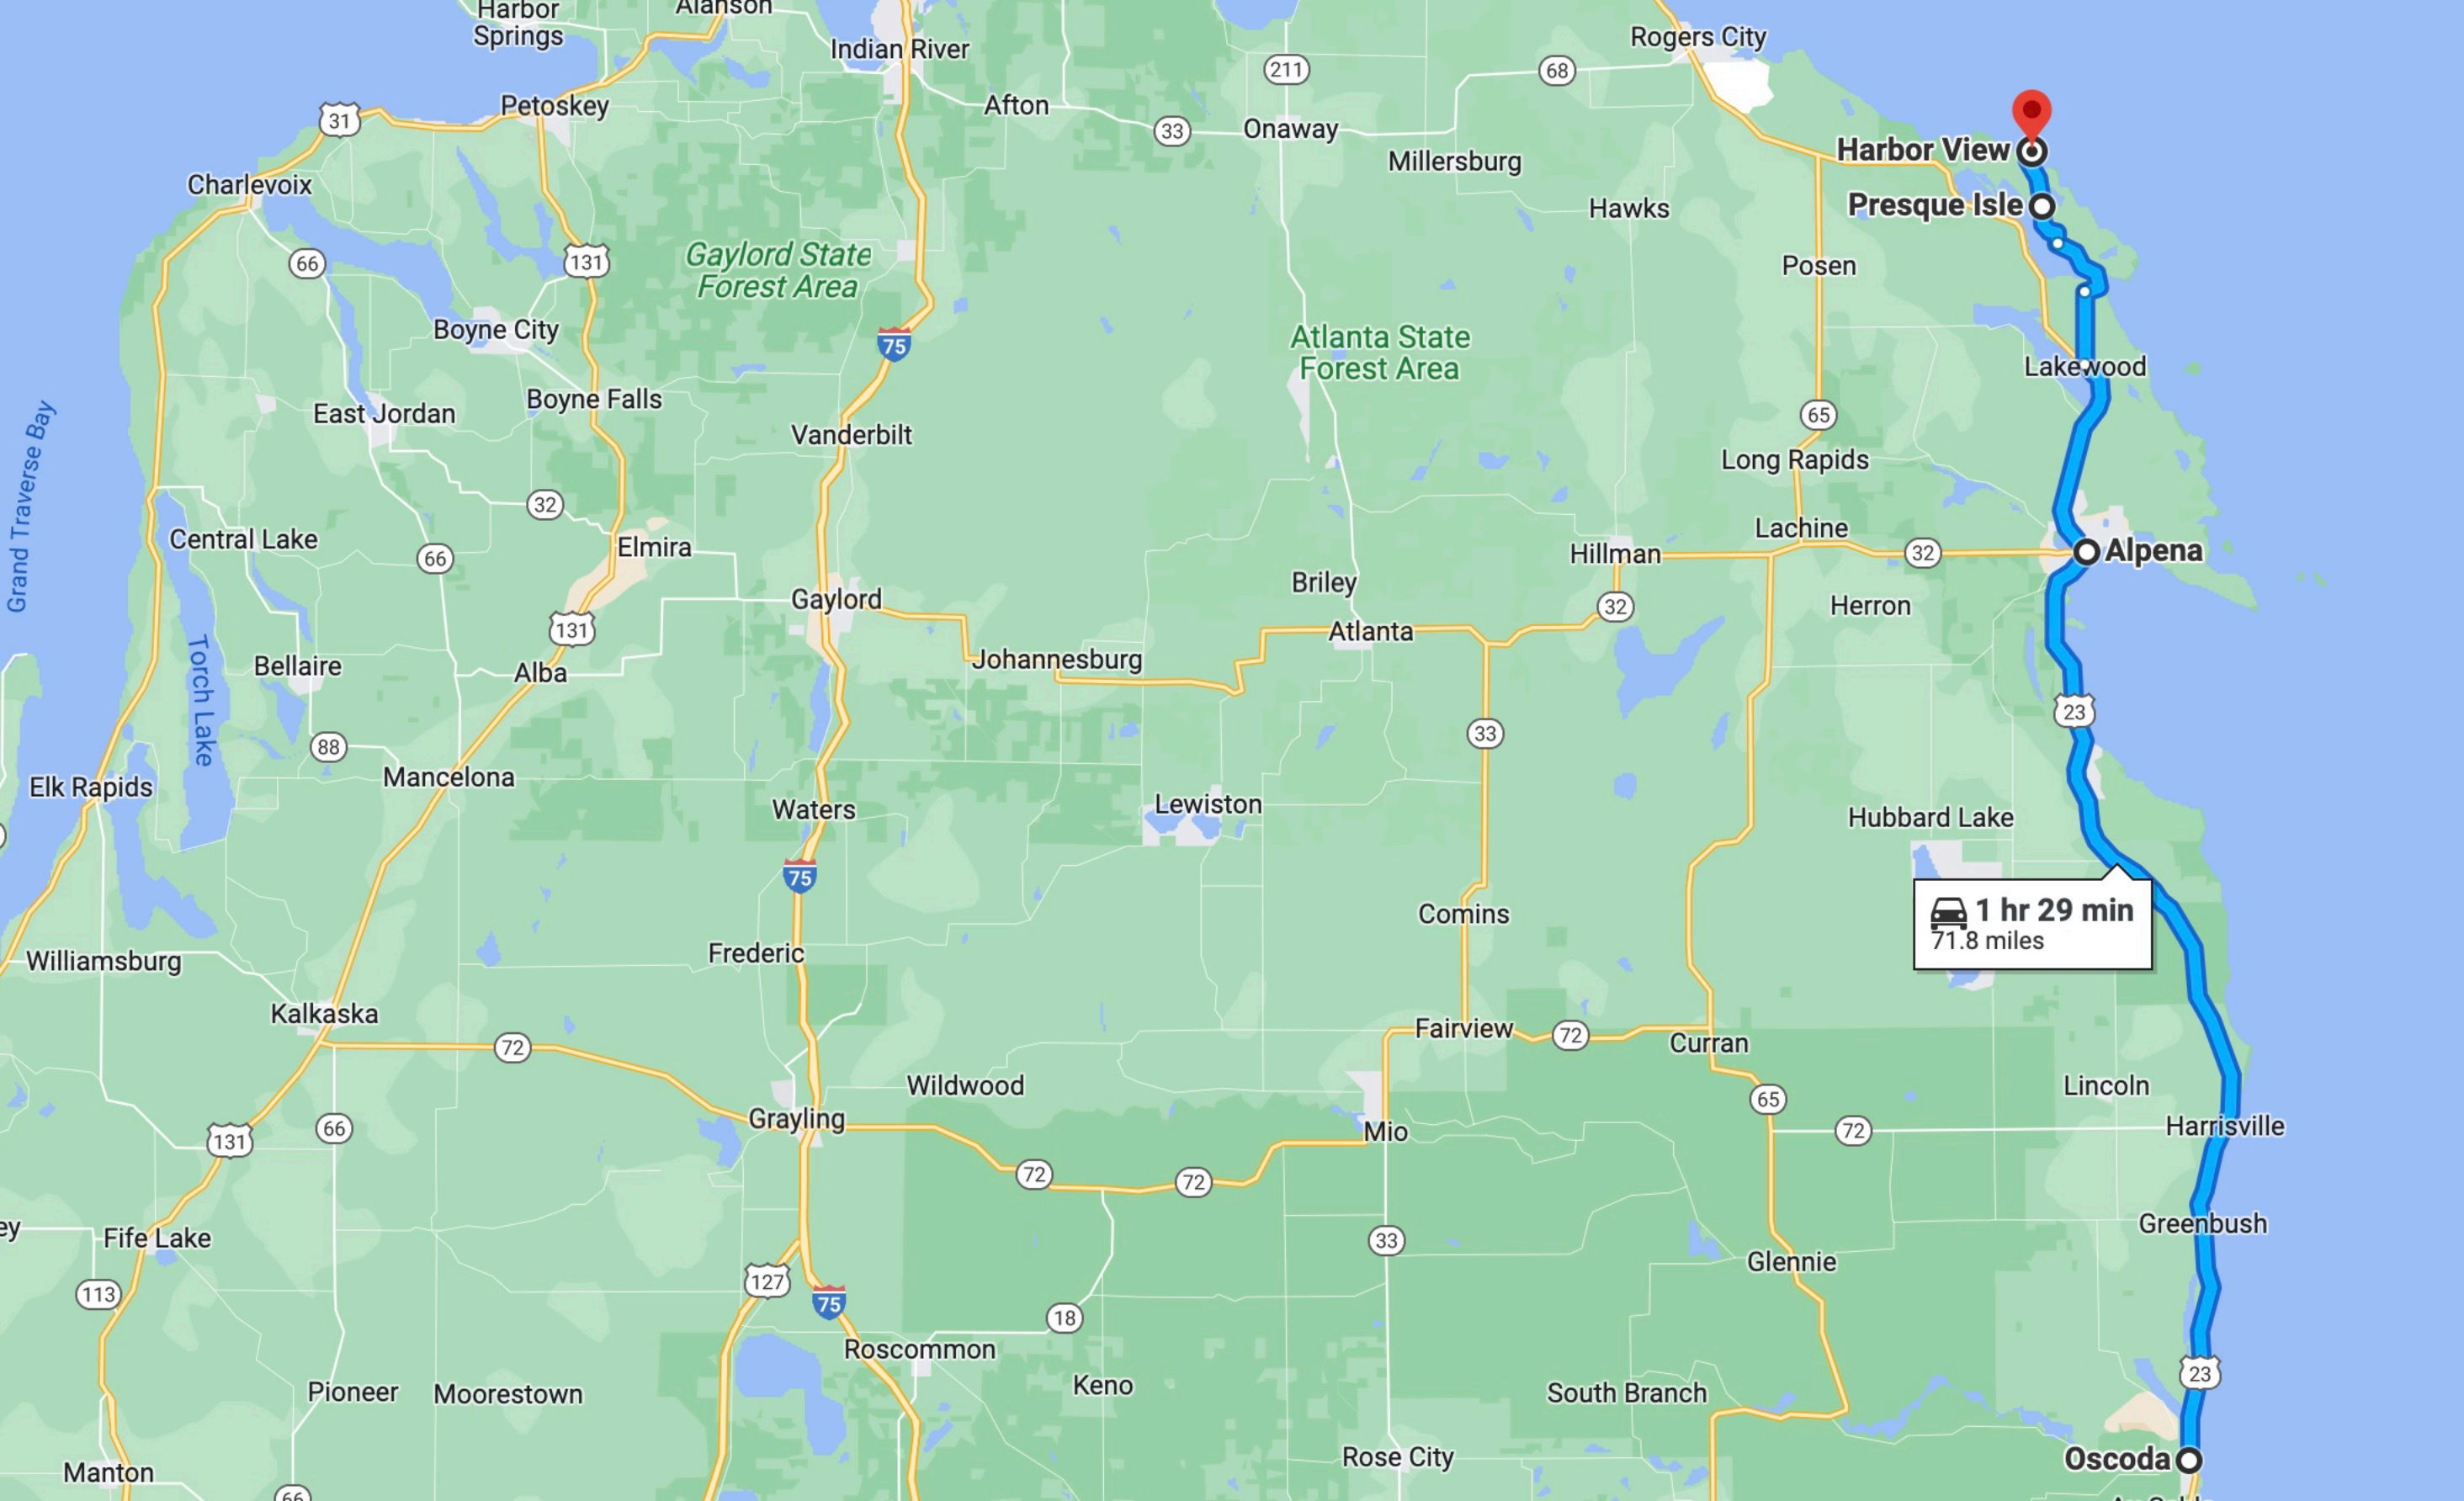 Harbor
Springs
Alanson
Indian River
Rogers City
211
68
31
Petoskey
Afton
33
Onaway
Harbor View
Millersburg
Charlevoix
Presque Isle
Hawks
66
131
Gaylord State
Forest Area
Posen
Boyne City
75
Atlanta State
Forest Area
Lakewood
Boyne Falls
East Jordan
65
Vanderbilt
Long Rapids
Grand Traverse Bay
32
Central Lake
66
Elmira
Lachine
Hillman
32
Alpena
Briley
Gaylord
32
Herron
131
Atlanta
Johannesburg
Bellaire
Alba
Torch Lake
23
33
88
Mancelona
Elk Rapids
Waters
Lewiston
Hubbard Lake
75
Comins
1 hr 29 min
71.8 miles
Frederic
Williamsburg
Kalkaska
Fairview
72
Curran
72
Wildwood
Lincoln
65
Grayling
Harrisville
66
131
Mio
72
72
72
Greenbush
Fife Lake
33
Glennie
127
113
75
18
Roscommon
Keno
23
Pioneer
Moorestown
South Branch
Rose City
Oscoda
Manton
66